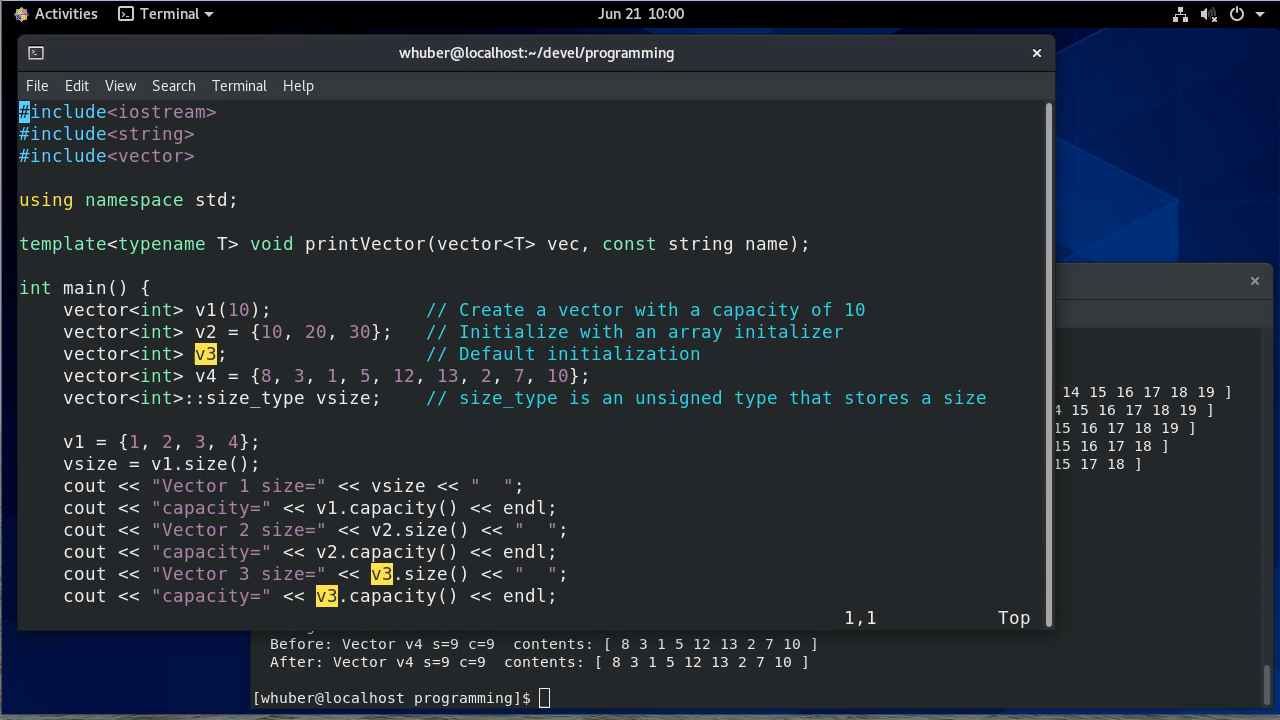 Activities Terminal Jun 21 10:00
whuber@localhost:~/devel/programming
File Edit View Search Terminal Help
#include<iostream>
#include<string>
#include<vector>
using namespace std;
template<typename T> void printVector(vector<T> vec, const string name);
int main() {
    vector<int> v1(10);              // Create a vector with a capacity of 10
    vector<int> v2 = {10, 20, 30};   // Initialize with an array initalizer
    vector<int> v3;                  // Default initialization
    vector<int> v4 = {8, 3, 1, 5, 12, 13, 2, 7, 10};
    vector<int>::size_type vsize;    // size_type is an unsigned type that stores a size
    v1 = {1, 2, 3, 4};
    vsize = v1.size();
    cout << "Vector 1 size=" << vsize << "  ";
    cout << "capacity=" << v1.capacity() << endl;
    cout << "Vector 2 size=" << v2.size() << "  ";
    cout << "capacity=" << v2.capacity() << endl;
    cout << "Vector 3 size=" << v3.size() << "  ";
    cout << "capacity=" << v3.capacity() << endl;
1,1 Top
14 15 16 17 18 19 ]
15 16 17 18 19 ]
15 16 17 18 19 ]
15 16 17 18 ]
15 17 18 ]
Before: Vector v4 s=9 c=9  contents: [ 8 3 1 5 12 13 2 7 10 ]
After: Vector v4 s=9 c=9  contents: [ 8 3 1 5 12 13 2 7 10 ]
[whuber@localhost programming]$